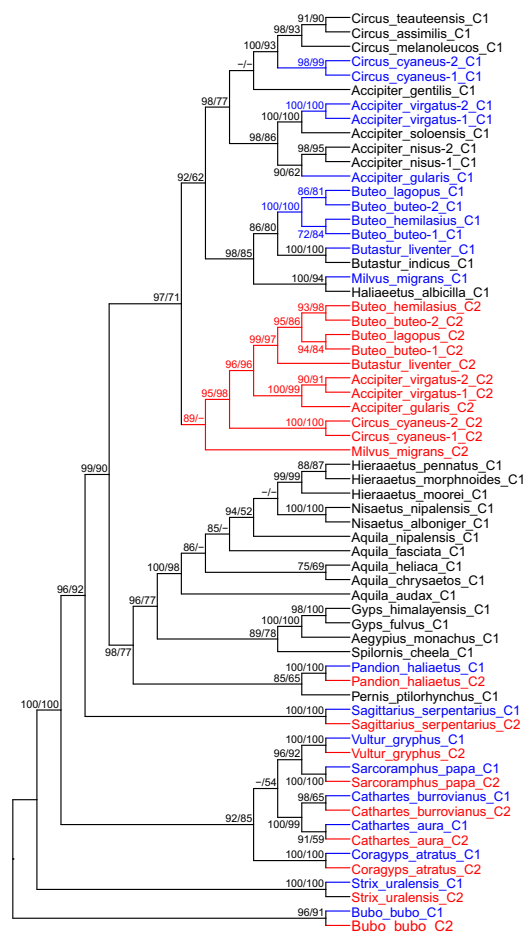 91/90 Circus_teauteensis_C1
98/93 Circus_assimilis_C1
100/93 Circus_melanoleucos_C1
98/99 Circus_cyaneus-2_C1
–/– Circus_cyaneus-1_C1
Accipiter_gentilis_C1
98/77 100/100 Accipiter_virgatus-2_C1
100/100 Accipiter_virgatus-1_C1
98/86 Accipiter_soloensis_C1
98/95 Accipiter_nisus-2_C1
90/62 Accipiter_nisus-1_C1
92/62 Accipiter_gularis_C1
86/81 Buteo_lagopus_C1
100/100 Buteo_buteo-2_C1
86/80 Buteo_hemilasius_C1
72/84 Buteo_buteo-1_C1
98/85 100/100 Butastur_liventer_C1
Butastur_indicus_C1
100/94 Milvus_migrans_C1
Haliaeetus_albicilla_C1
97/71 93/98 Buteo_hemilasius_C2
95/86 Buteo_buteo-2_C2
99/97 Buteo_lagopus_C2
94/84 Buteo_buteo-1_C2
96/96 Butastur_liventer_C2
90/91 Accipiter_virgatus-2_C2
95/98 100/99 Accipiter_virgatus-1_C2
Accipiter_gularis_C2
89/– 100/100 Circus_cyaneus-2_C2
Circus_cyaneus-1_C2
Milvus_migrans_C2
99/90 88/87 Hieraaetus_pennatus_C1
99/99 Hieraaetus_morphnoides_C1
–/– Hieraaetus_moorei_C1
94/52 100/100 Nisaetus_nipalensis_C1
85/– Nisaetus_alboniger_C1
86/– Aquila_nipalensis_C1
Aquila_fasciata_C1
100/98 75/69 Aquila_heliaca_C1
Aquila_chrysaetos_C1
96/92 96/77 Aquila_audax_C1
98/100 Gyps_himalayensis_C1
100/100 Gyps_fulvus_C1
89/78 Aegypius_monachus_C1
98/77 Spilornis_cheela_C1
100/100 Pandion_haliaetus_C1
85/65 Pandion_haliaetus_C2
Pernis_ptilorhynchus_C1
100/100 100/100 Sagittarius_serpentarius_C1
Sagittarius_serpentarius_C2
100/100 Vultur_gryphus_C1
96/92 Vultur_gryphus_C2
Sarcoramphus_papa_C1
–/54 100/100 Sarcoramphus_papa_C2
98/65 Cathartes_burrovianus_C1
100/99 Cathartes_burrovianus_C2
92/85 Cathartes_aura_C1
91/59 Cathartes_aura_C2
100/100 Coragyps_atratus_C1
Coragyps_atratus_C2
100/100 Strix_uralensis_C1
Strix_uralensis_C2
96/91 Bubo_bubo_C1
Bubo_bubo_C2